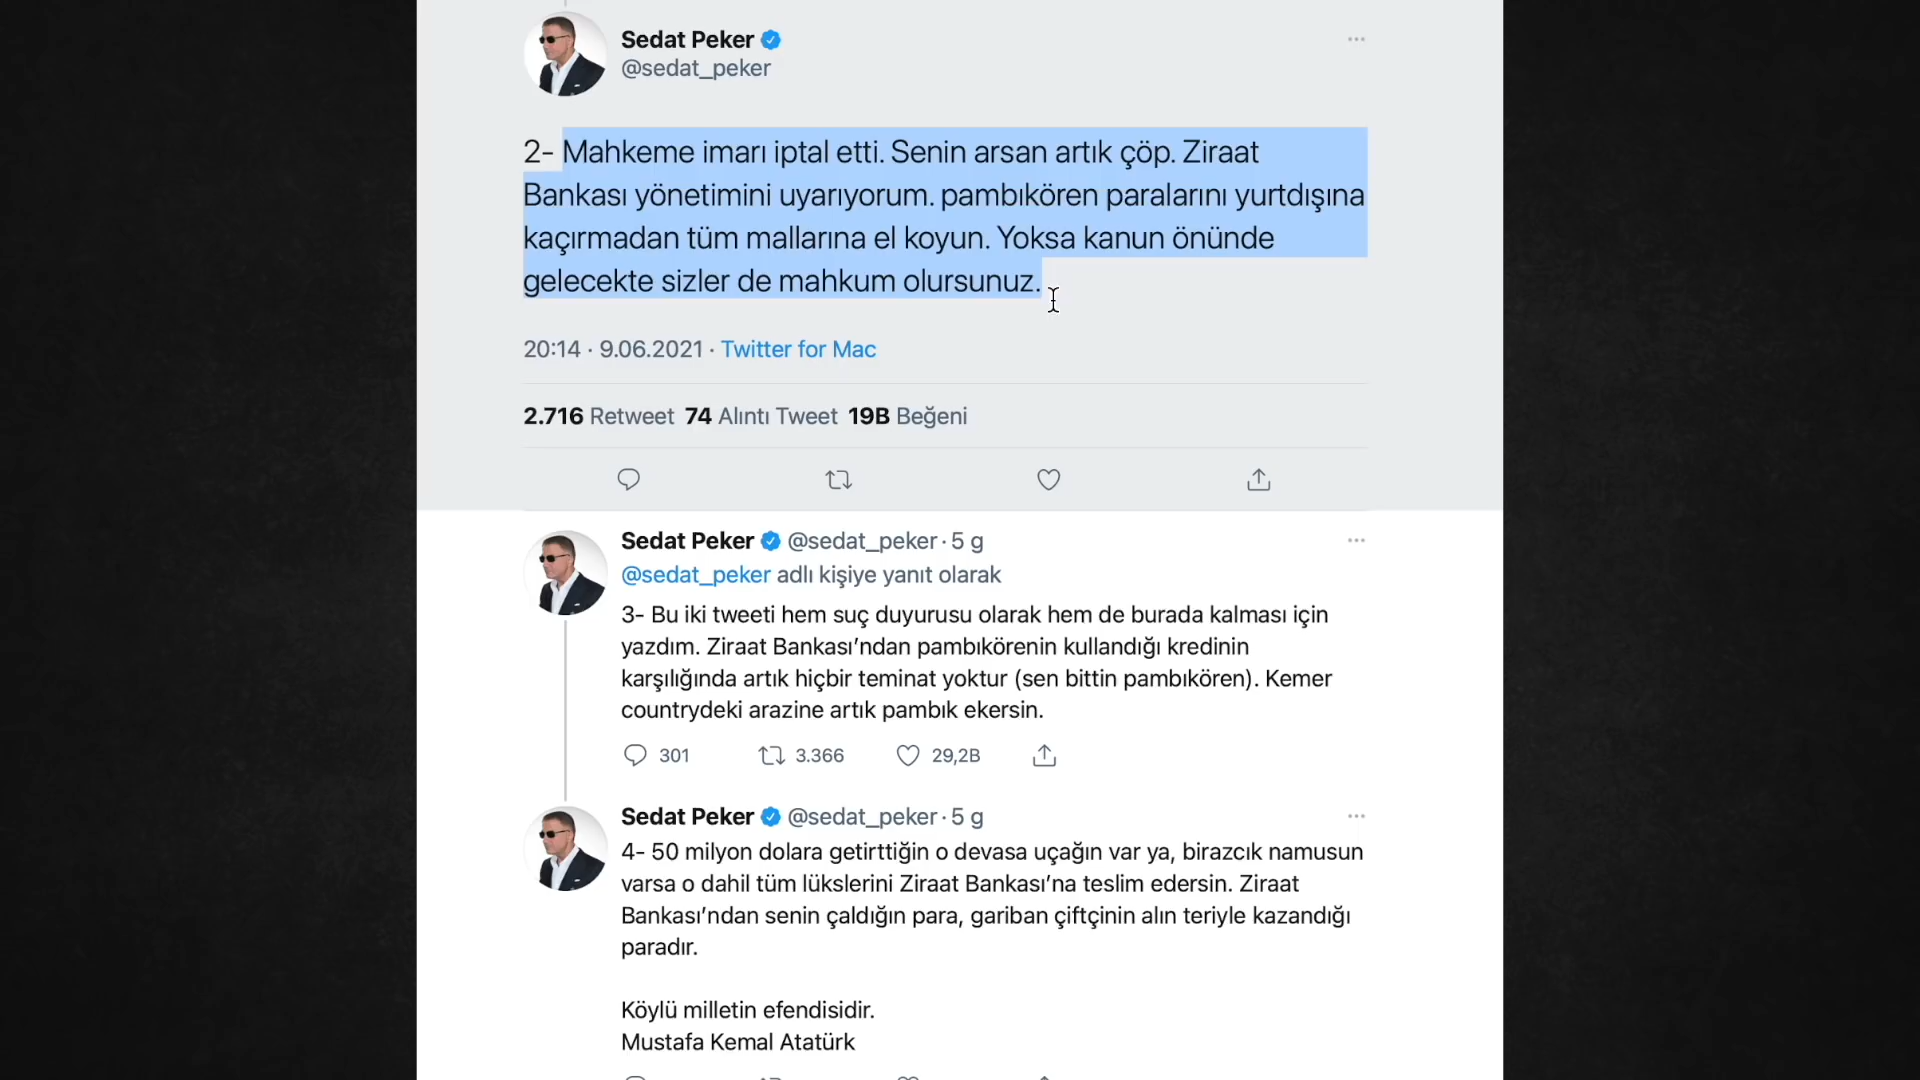 Sedat Peker
@sedat_peker
2- Mahkeme imarı iptal etti. Senin arsan artık çöp. Ziraat
Bankası yönetimini uyarıyorum. pambıkören paralarını yurtdışına
kaçırmadan tüm mallarına el koyun. Yoksa kanun önünde
gelecekte sizler de mahkum olursunuz.
20:14 · 9.06.2021 · Twitter for Mac
2.716 Retweet 74 Alıntı Tweet 19B Beğeni
Sedat Peker @sedat_peker · 5 g
@sedat_peker adlı kişiye yanıt olarak
3- Bu iki tweeti hem suç duyurusu olarak hem de burada kalması için
yazdım. Ziraat Bankası’ndan pambıkörenin kullandığı kredinin
karşılığında artık hiçbir teminat yoktur (sen bittin pambıkören). Kemer
countrydeki arazine artık pambık ekersin.
301 3.366 29,2B
Sedat Peker @sedat_peker · 5 g
4- 50 milyon dolara getirttiğin o devasa uçağın var ya, birazcık namusun
varsa o dahil tüm lükslerini Ziraat Bankası’na teslim edersin. Ziraat
Bankası’ndan senin çaldığın para, gariban çiftçinin alın teriyle kazandığı
paradır.
Köylü milletin efendisidir.
Mustafa Kemal Atatürk